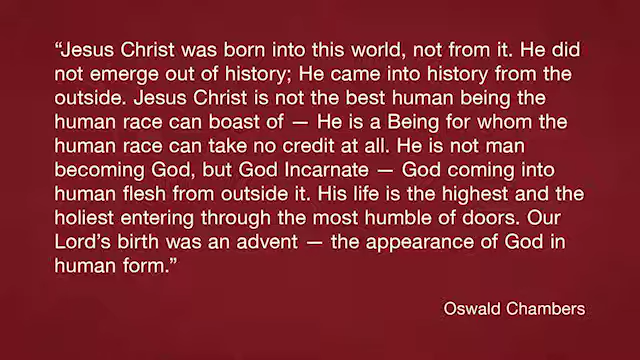 “Jesus Christ was born into this world, not from it. He did
not emerge out of history; He came into history from the
outside. Jesus Christ is not the best human being the
human race can boast of — He is a Being for whom the
human race can take no credit at all. He is not man
becoming God, but God Incarnate — God coming into
human flesh from outside it. His life is the highest and the
holiest entering through the most humble of doors. Our
Lord’s birth was an advent — the appearance of God in
human form.”
Oswald Chambers